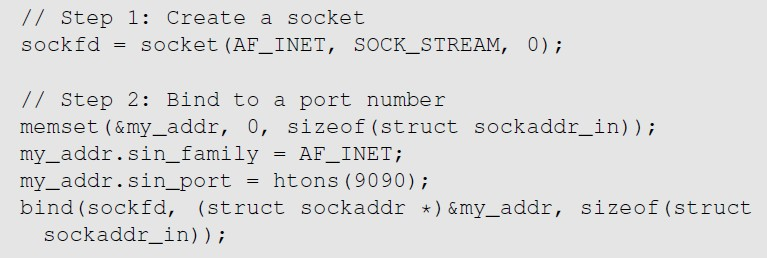 // Step 1: Create a socket
sockfd = socket(AF_INET, SOCK_STREAM, 0);
// Step 2: Bind to a port number
memset(&my_addr, 0, sizeof(struct sockaddr_in));
my_addr.sin_family = AF_INET;
my_addr.sin_port = htons(9090);
bind(sockfd, (struct sockaddr *)&my_addr, sizeof(struct
sockaddr_in));